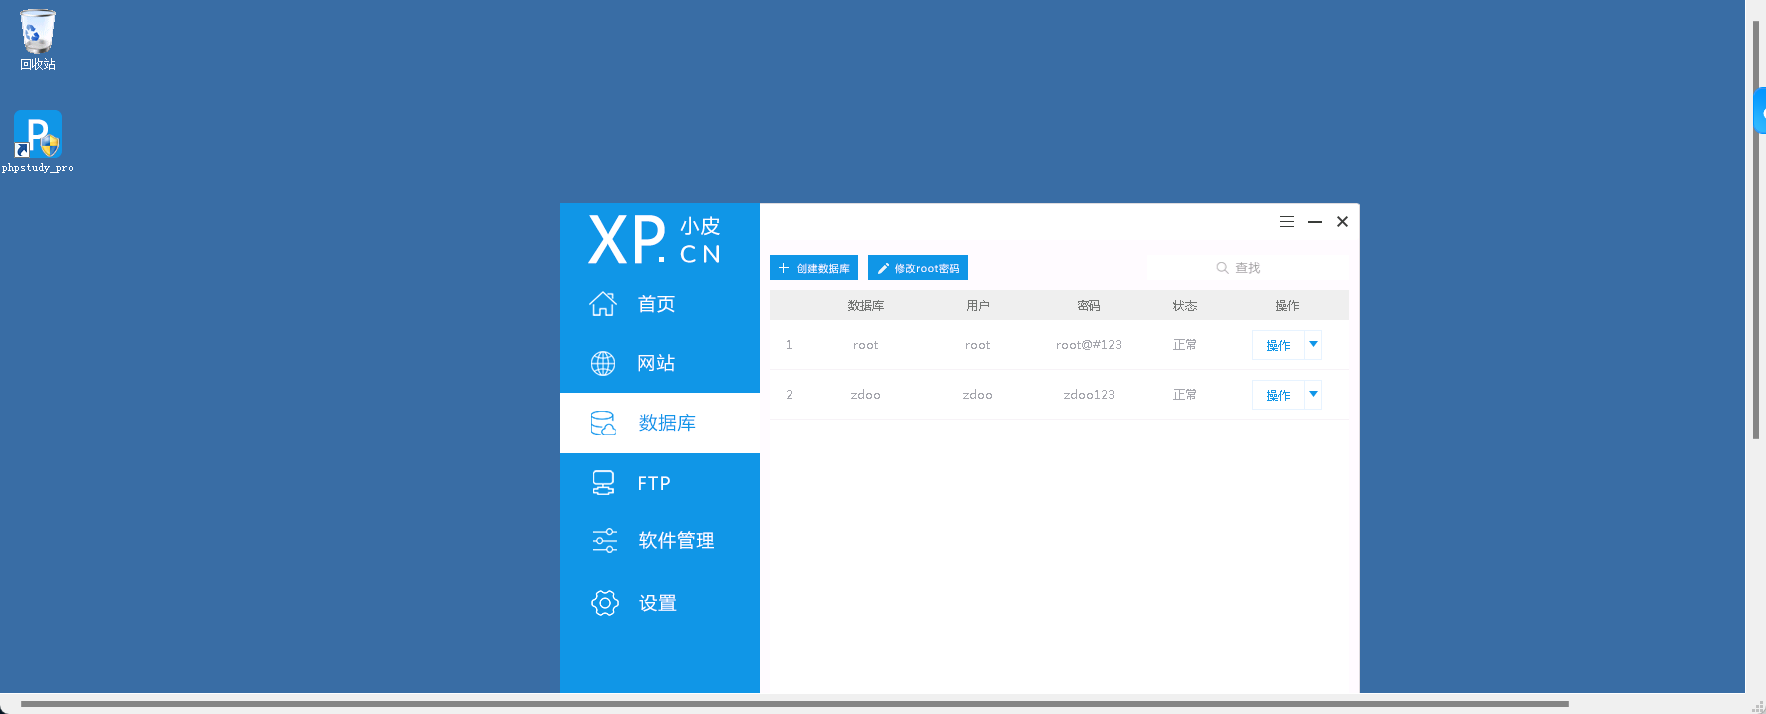 回收站
phpstudy_pro
XP.小皮
CN
首页
网站
数据库
FTP
软件管理
设置
创建数据库 修改root密码 查找
数据库 用户 密码 状态 操作
1 root root root@#123 正常 操作
2 zdoo zdoo zdoo123 正常 操作